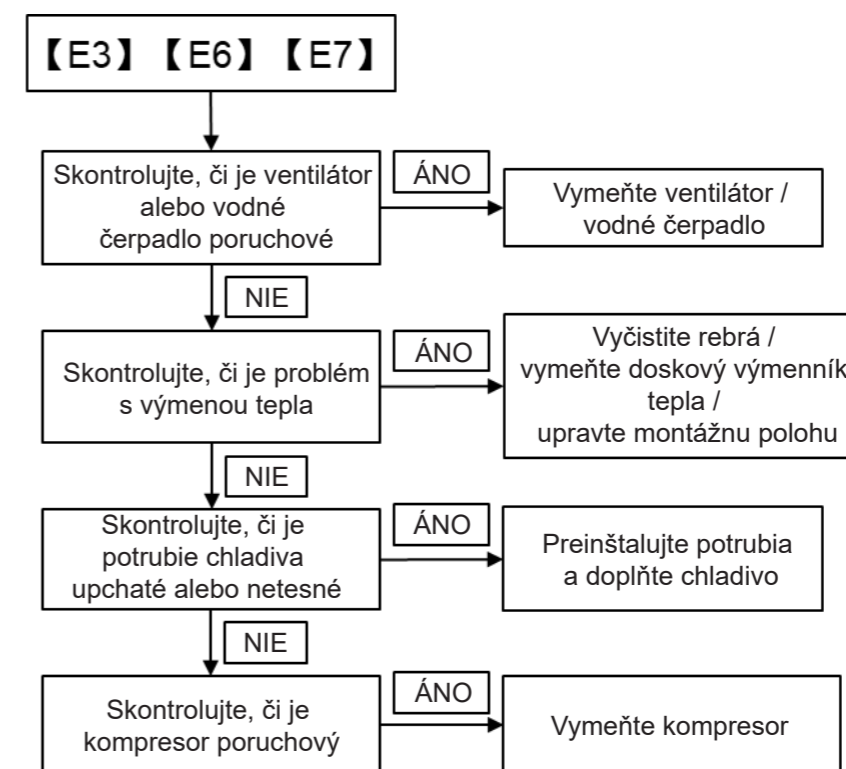 【E3】【E6】【E7】
Skontrolujte, či je ventilátor
alebo vodné
čerpadlo poruchové
ÁNO
Vymeňte ventilátor /
vodné čerpadlo
NIE
Skontrolujte, či je problém
s výmenou tepla
ÁNO
Vyčistite rebrá /
vymeňte doskový výmenník
tepla /
upravte montážnu polohu
NIE
Skontrolujte, či je
potrubie chladiva
upchaté alebo netesné
ÁNO
Preinštalujte potrubia
a doplňte chladivo
NIE
Skontrolujte, či je
kompresor poruchový
ÁNO
Vymeňte kompresor